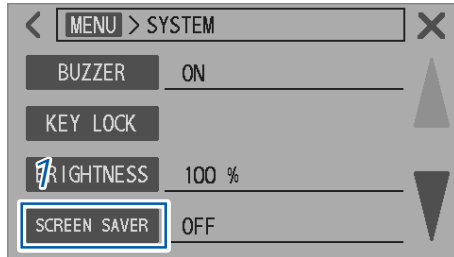 MENU > SYSTEM
BUZZER ON
KEY LOCK
1
BRIGHTNESS 100 %
SCREEN SAVER OFF